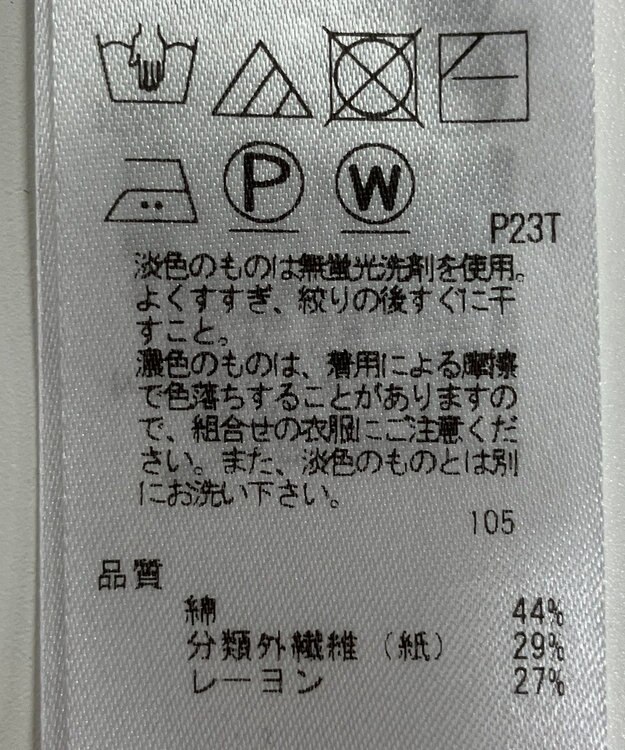 P W
P23T
淡色のものは無蛍光洗剤を使用。
よくすすぎ、絞りの後すぐに干
すこと。
濃色のものは、着用による摩擦
で色落ちすることがありますの
で、組合せの衣服にご注意くだ
さい。また、淡色のものとは別
にお洗い下さい。
105
品質
綿 44%
分類外繊維（紙） 29%
レーヨン 27%